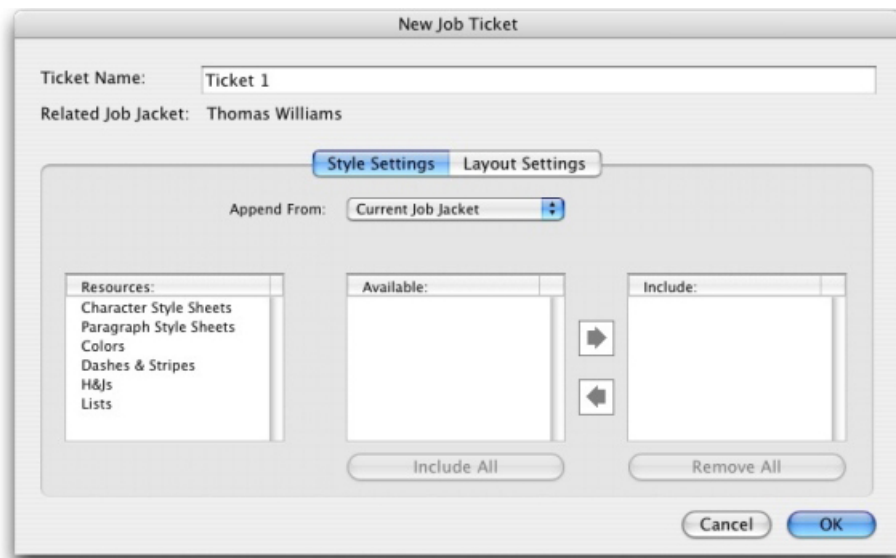 New Job Ticket
Ticket Name: Ticket 1
Related Job Jacket: Thomas Williams
Style Settings Layout Settings
Append From: Current Job Jacket
Resources:
Character Style Sheets
Paragraph Style Sheets
Colors
Dashes & Stripes
H&Js
Lists
Available:
Include All
Include:
Remove All
Cancel OK